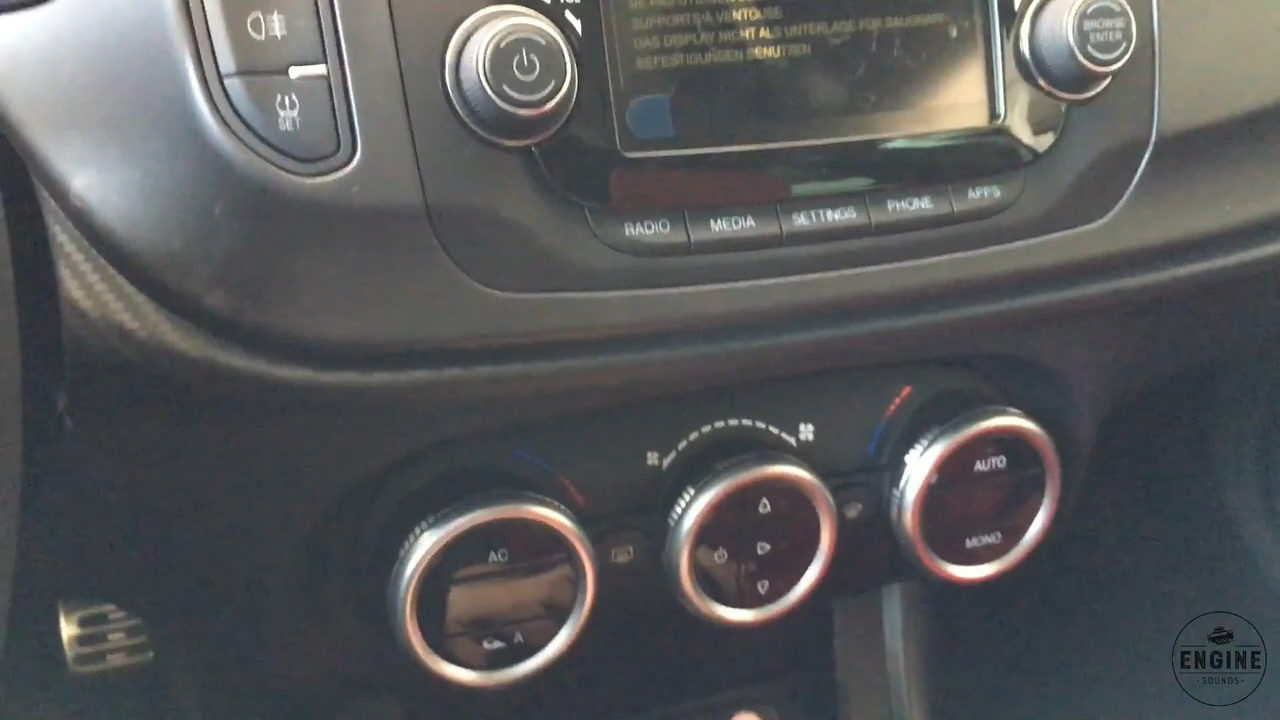 SUPPORTS A VENTOUSE
DAS DISPLAY NICHT ALS UNTERLAGE FÜR SAUGNAPF-
BEFESTIGUNGEN BENUTZEN
BROWSE
ENTER
SET
RADIO
MEDIA
SETTINGS
PHONE
APPS
AUTO
MONO
AC
A
ENGINE
·SOUNDS·